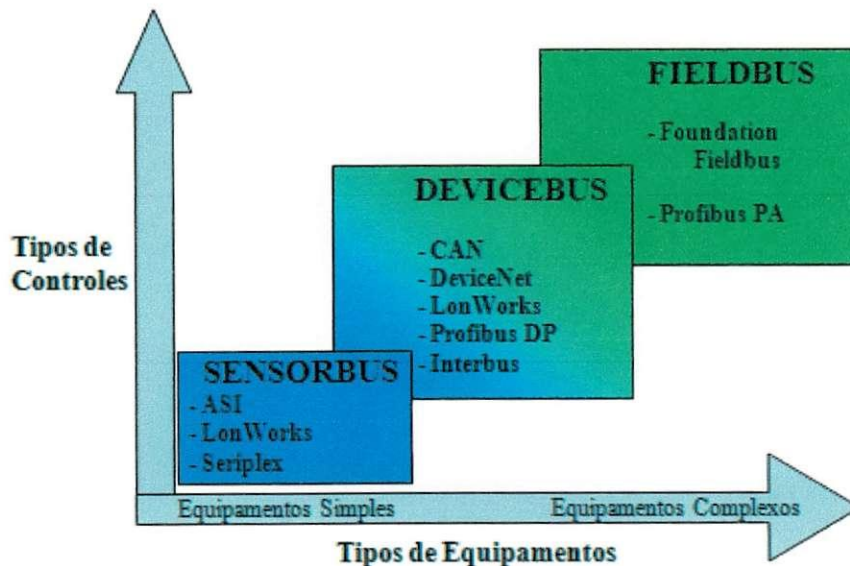 FIELDBUS
- Foundation
Fieldbus
- Profibus PA
DEVICEBUS
- CAN
- DeviceNet
- LonWorks
- Profibus DP
- Interbus
Tipos de
Controles
SENSORBUS
- ASI
- LonWorks
- Seriplex
Equipamentos Simples
Equipamentos Complexos
Tipos de Equipamentos